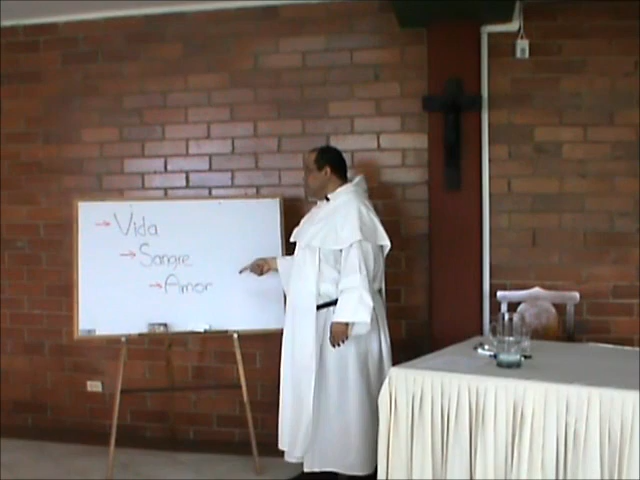 → Vida
→ Sangre
→ Amor